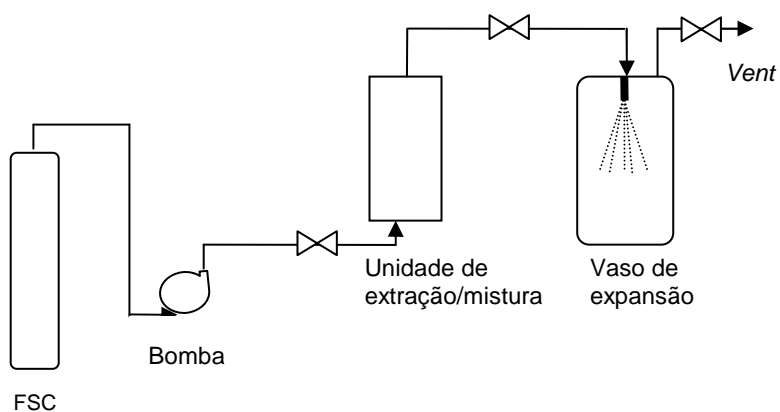 Vent
Unidade de
extração/mistura
Vaso de
expansão
Bomba
FSC